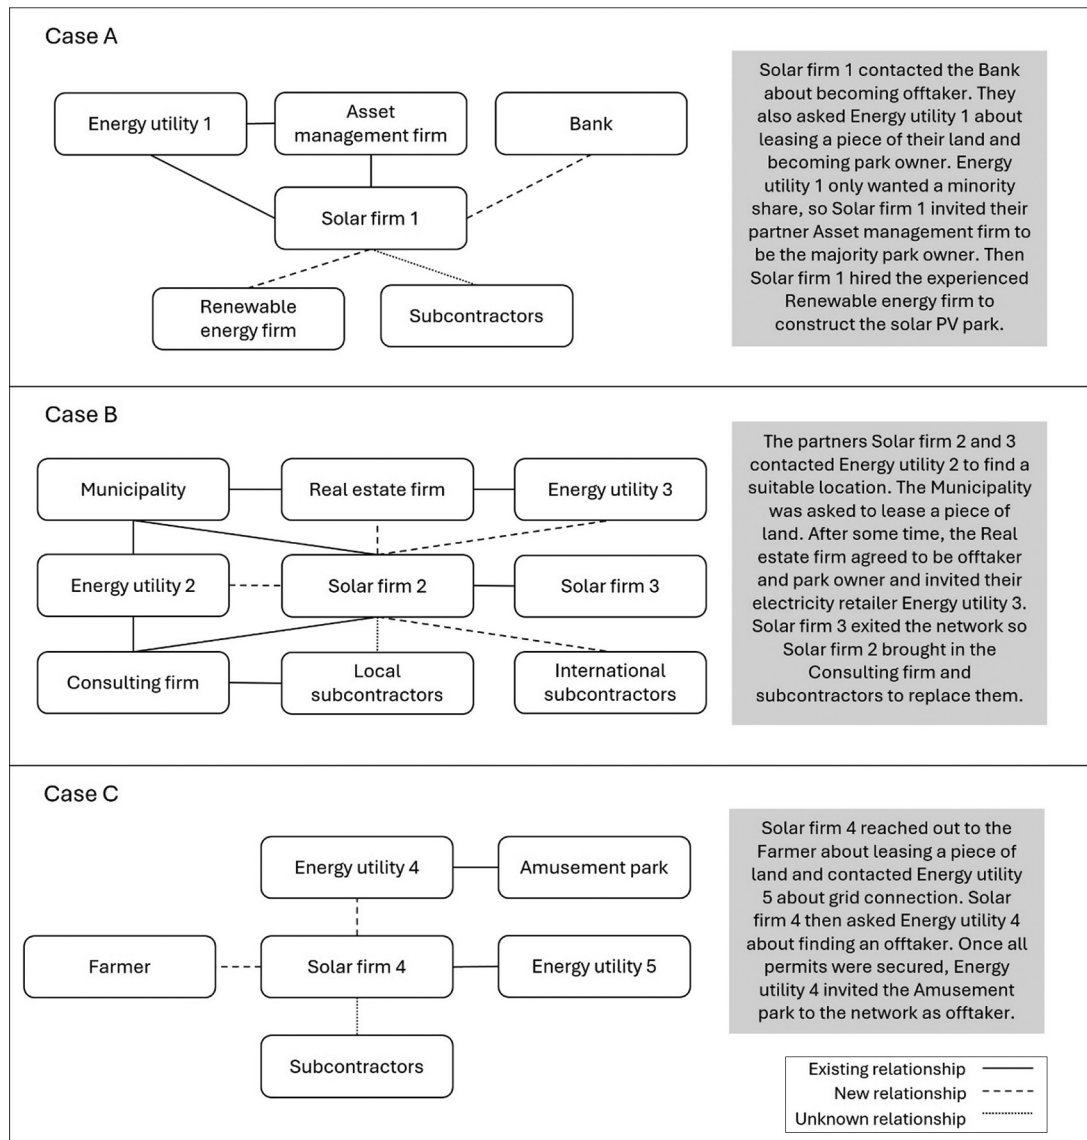 Case A
Energy utility 1
Asset
management firm
Bank
Solar firm 1
Renewable
energy firm
Subcontractors
Solar firm 1 contacted the Bank
about becoming offtaker. They
also asked Energy utility 1 about
leasing a piece of their land and
becoming park owner. Energy
utility 1 only wanted a minority
share, so Solar firm 1 invited their
partner Asset management firm to
be the majority park owner. Then
Solar firm 1 hired the experienced
Renewable energy firm to
construct the solar PV park.
Case B
Municipality
Real estate firm
Energy utility 3
Energy utility 2
Solar firm 2
Solar firm 3
Consulting firm
Local
subcontractors
International
subcontractors
The partners Solar firm 2 and 3
contacted Energy utility 2 to find a
suitable location. The Municipality
was asked to lease a piece of
land. After some time, the Real
estate firm agreed to be offtaker
and park owner and invited their
electricity retailer Energy utility 3.
Solar firm 3 exited the network so
Solar firm 2 brought in the
Consulting firm and
subcontractors to replace them.
Case C
Energy utility 4
Amusement park
Farmer
Solar firm 4
Energy utility 5
Subcontractors
Solar firm 4 reached out to the
Farmer about leasing a piece of
land and contacted Energy utility
5 about grid connection. Solar
firm 4 then asked Energy utility 4
about finding an offtaker. Once all
permits were secured, Energy
utility 4 invited the Amusement
park to the network as offtaker.
Existing relationship
New relationship
Unknown relationship